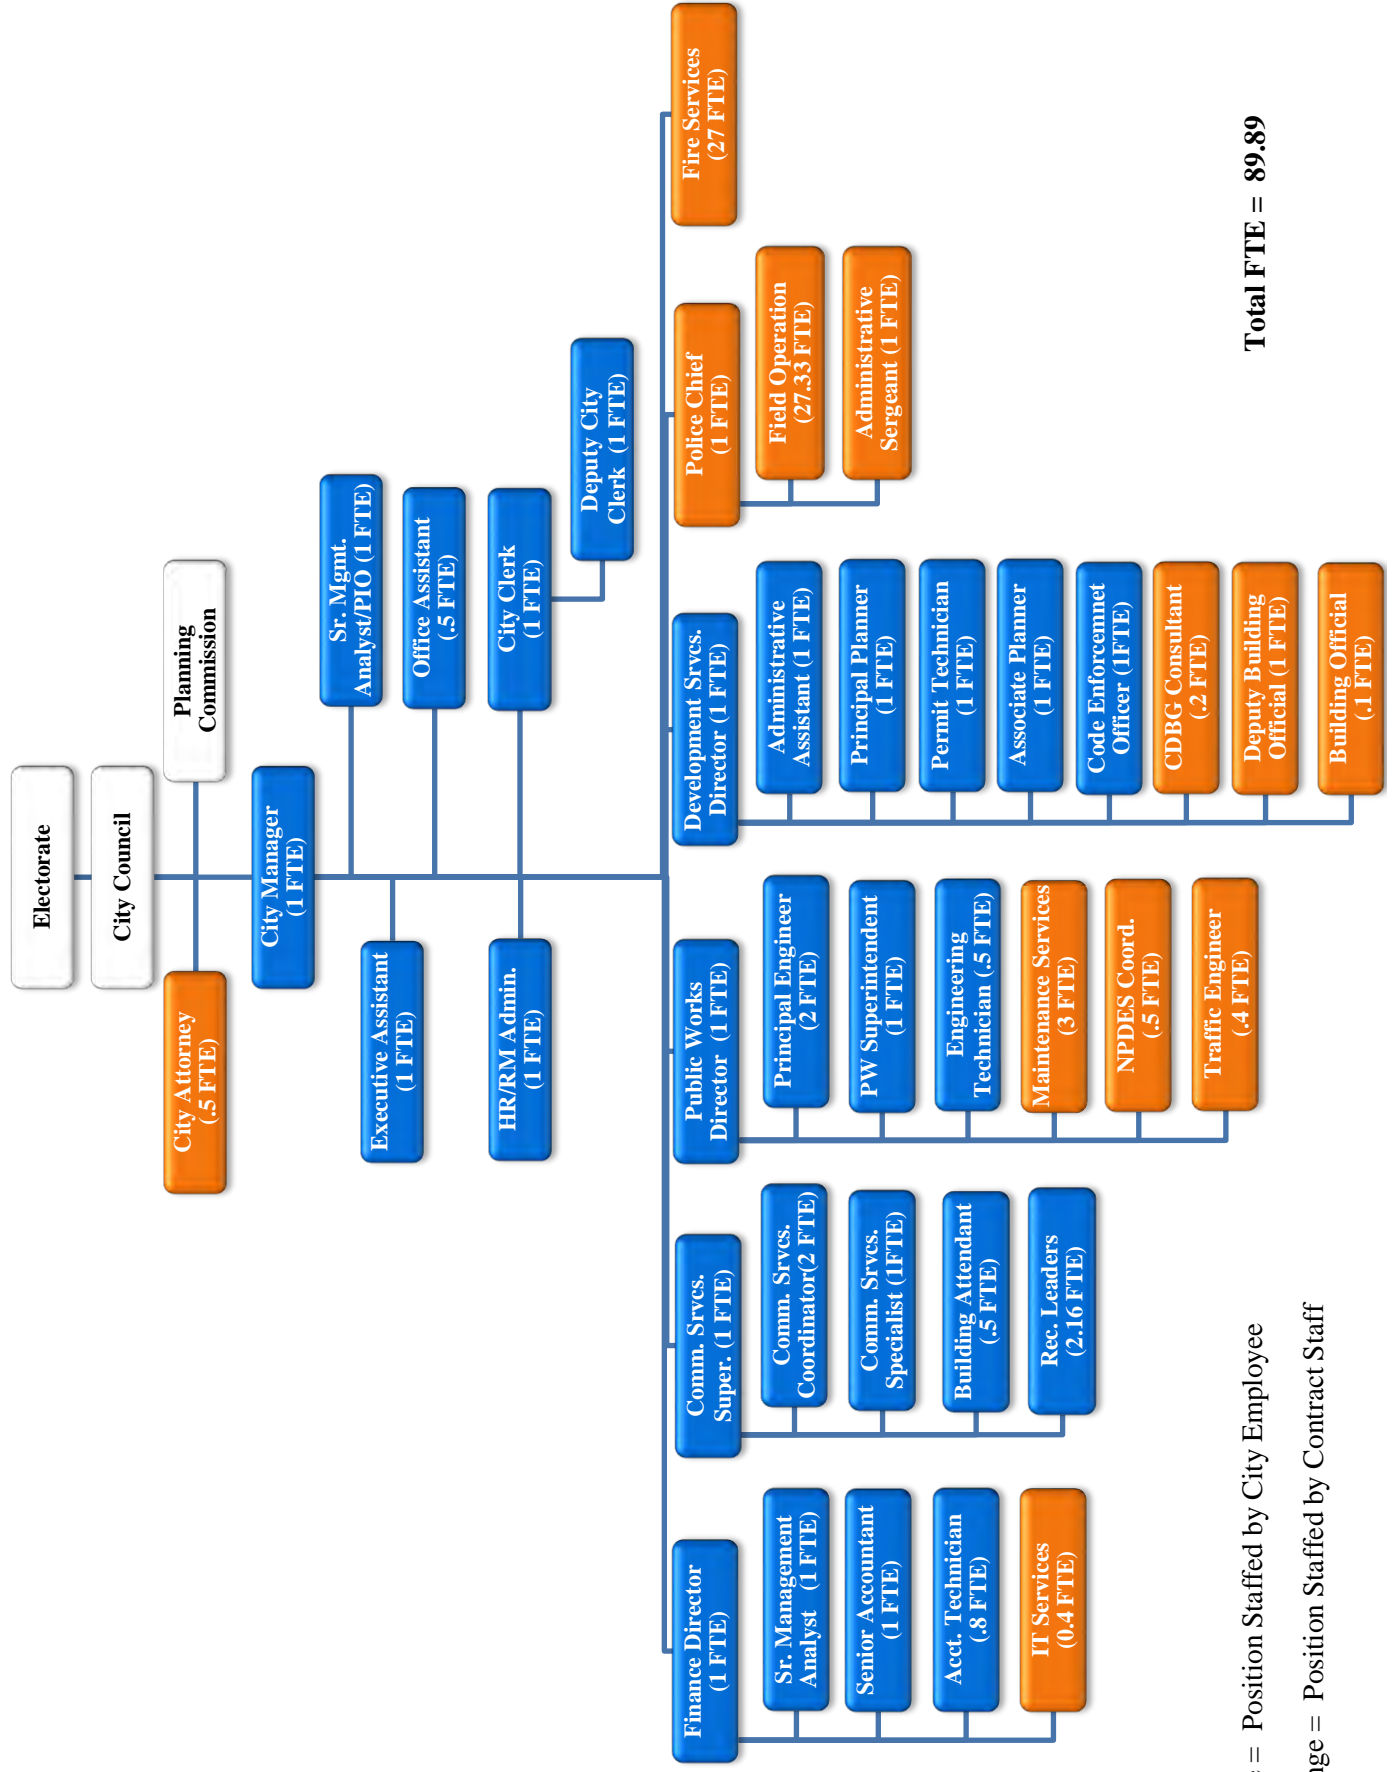 Electorate
City Council
City Attorney
(.5 FTE)
Planning
Commission
City Manager
(1 FTE)
Sr. Mgmt.
Analyst/PIO (1 FTE)
Executive Assistant
(1 FTE)
Office Assistant
(.5 FTE)
HR/RM Admin.
(1 FTE)
City Clerk
(1 FTE)
Deputy City
Clerk (1 FTE)
Finance Director
(1 FTE)
Sr. Management
Analyst (1 FTE)
Senior Accountant
(1 FTE)
Acct. Technician
(.8 FTE)
IT Services
(0.4 FTE)
Comm. Srvcs.
Super. (1 FTE)
Comm. Srvcs.
Coordinator(2 FTE)
Comm. Srvcs.
Specialist (1FTE)
Building Attendant
(.5 FTE)
Rec. Leaders
(2.16 FTE)
Public Works
Director (1 FTE)
Principal Engineer
(2 FTE)
PW Superintendent
(1 FTE)
Engineering
Technician (.5 FTE)
Maintenance Services
(3 FTE)
NPDES Coord.
(.5 FTE)
Traffic Engineer
(.4 FTE)
Development Srvcs.
Director (1 FTE)
Administrative
Assistant (1 FTE)
Principal Planner
(1 FTE)
Permit Technician
(1 FTE)
Associate Planner
(1 FTE)
Code Enforcemnet
Officer (1FTE)
CDBG Consultant
(.2 FTE)
Deputy Building
Official (1 FTE)
Building Official
(.1 FTE)
Police Chief
(1 FTE)
Field Operation
(27.33 FTE)
Administrative
Sergeant (1 FTE)
Fire Services
(27 FTE)
= Position Staffed by City Employee
nge = Position Staffed by Contract Staff
Total FTE = 89.89